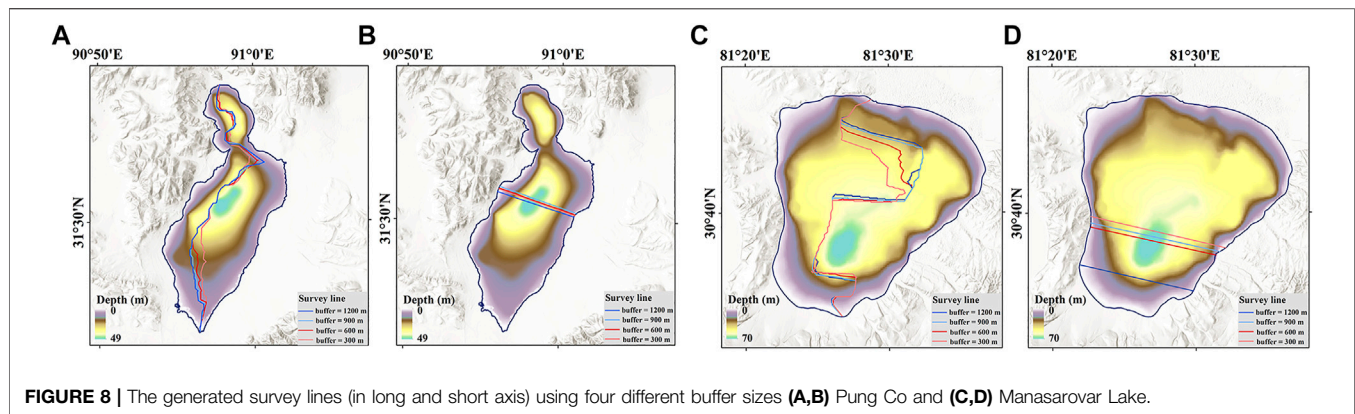 A
90°50'E
91°0'E
31°30'N
Depth (m)
0
49
Survey line
buffer = 1200 m
buffer = 900 m
buffer = 600 m
buffer = 300 m
B
90°50'E
91°0'E
31°30'N
Depth (m)
0
49
Survey line
buffer = 1200 m
buffer = 900 m
buffer = 600 m
buffer = 300 m
C
81°20'E
81°30'E
30°40'N
Depth (m)
0
70
Survey line
buffer = 1200 m
buffer = 900 m
buffer = 600 m
buffer = 300 m
D
81°20'E
81°30'E
30°40'N
Depth (m)
0
70
Survey line
buffer = 1200 m
buffer = 900 m
buffer = 600 m
buffer = 300 m
FIGURE 8 | The generated survey lines (in long and short axis) using four different buffer sizes (A,B) Pung Co and (C,D) Manasarovar Lake.